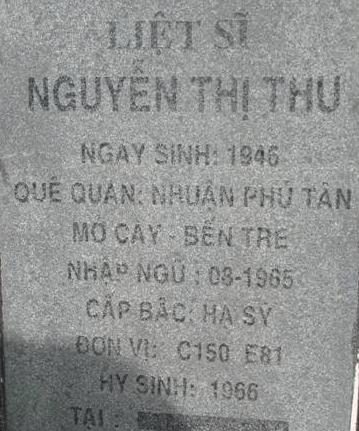 LIỆT SĨ
NGUYỄN THỊ THU
NGAY SINH: 1946
QUÊ QUÁN: NHUẬN PHÚ TÂN
MỎ CÀY - BẾN TRE
NHẬP NGŨ : 08-1965
CẤP BẬC: HẠ SỸ
ĐƠN VỊ: C150 E81
HY SINH: 1966
TẠI :